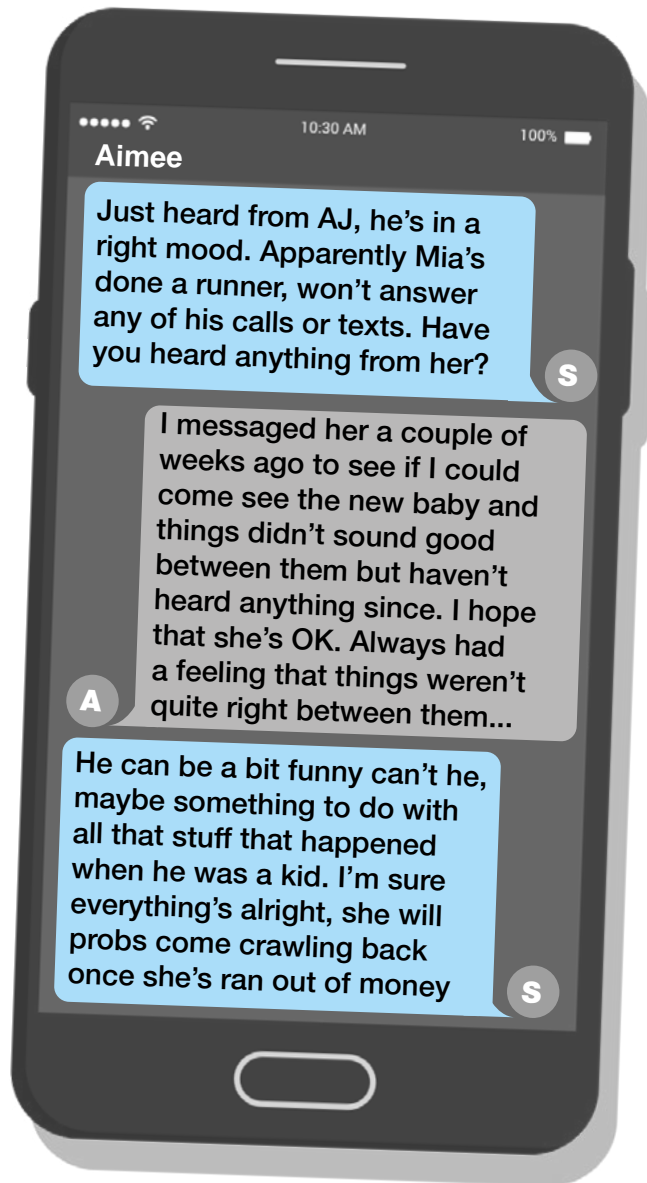 10:30 AM
100%
Aimee
Just heard from AJ, he's in a
right mood. Apparently Mia's
done a runner, won't answer
any of his calls or texts. Have
you heard anything from her?
S
I messaged her a couple of
weeks ago to see if I could
come see the new baby and
things didn't sound good
between them but haven't
heard anything since. I hope
that she's OK. Always had
a feeling that things weren't
quite right between them...
A
He can be a bit funny can't he,
maybe something to do with
all that stuff that happened
when he was a kid. I'm sure
everything's alright, she will
probs come crawling back
once she's ran out of money
S